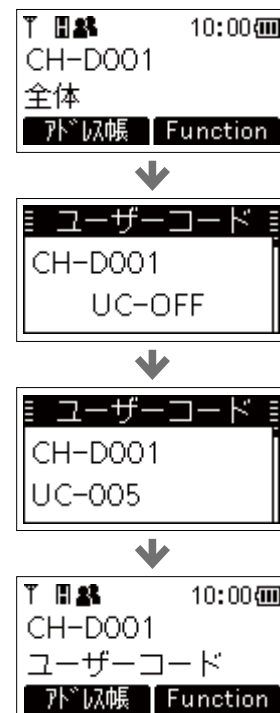 10:00
CH-D001
全体
ｱﾄﾞﾚｽ帳 Function
ユーザーコード
CH-D001
UC-OFF
ユーザーコード
CH-D001
UC-005
10:00
CH-D001
ユーザーコード
ｱﾄﾞﾚｽ帳 Function